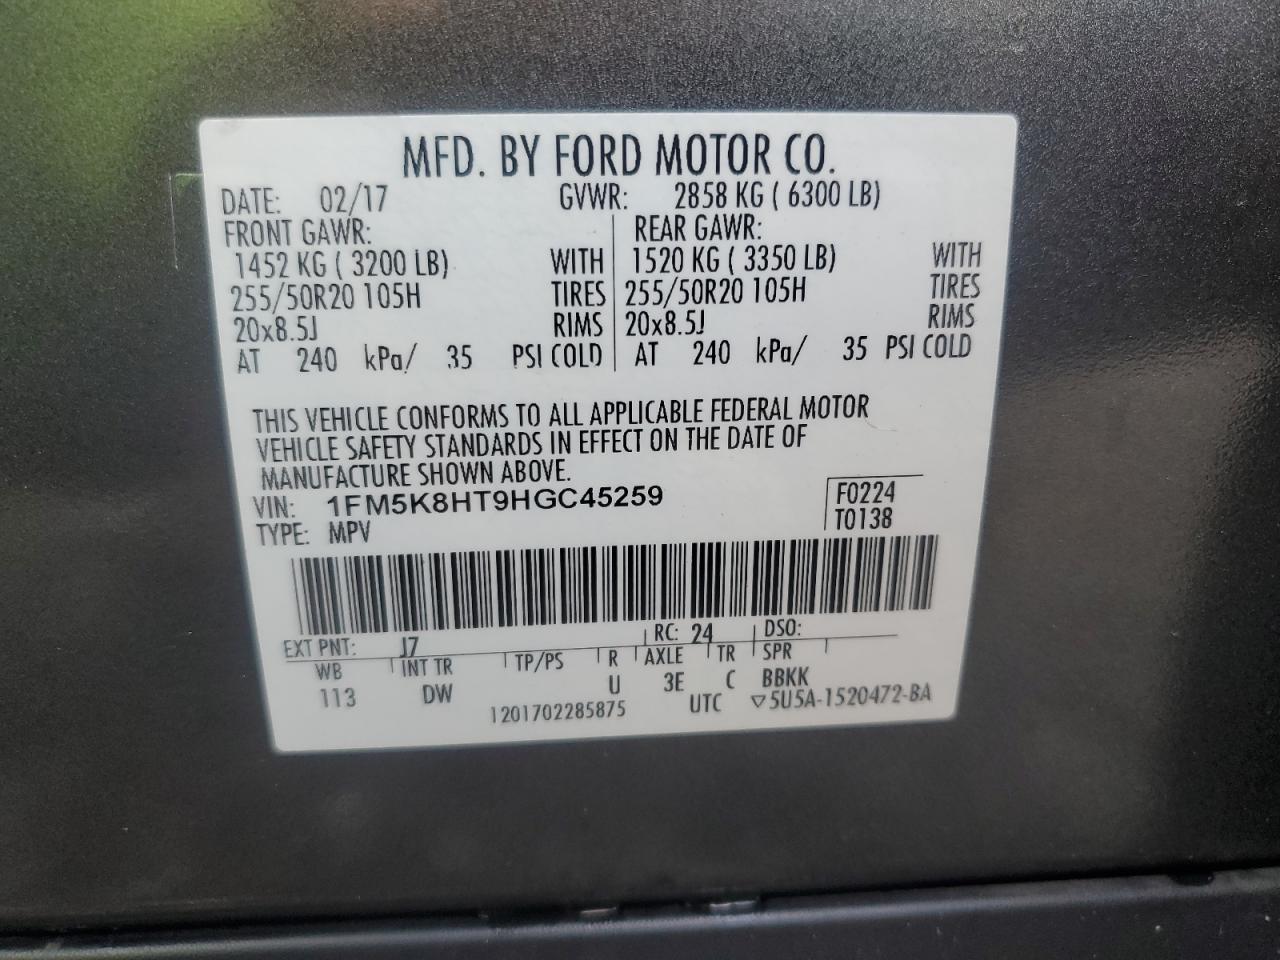 MFD. BY FORD MOTOR CO.
DATE: 02/17 GVWR: 2858 KG ( 6300 LB)
FRONT GAWR: REAR GAWR:
1452 KG ( 3200 LB) WITH 1520 KG ( 3350 LB) WITH
255/50R20 105H TIRES 255/50R20 105H TIRES
20x8.5J RIMS 20x8.5J RIMS
AT 240 kPa/ 35 PSI COLD AT 240 kPa/ 35 PSI COLD
THIS VEHICLE CONFORMS TO ALL APPLICABLE FEDERAL MOTOR
VEHICLE SAFETY STANDARDS IN EFFECT ON THE DATE OF
MANUFACTURE SHOWN ABOVE.
VIN: 1FM5K8HT9HGC45259 F0224
TYPE: MPV T0138
EXT PNT: J7 RC: 24 DSO:
WB INT TR TP/PS R AXLE TR SPR
113 DW U 3E C BBKK
1201702285875 UTC ▽5U5A-1520472-BA